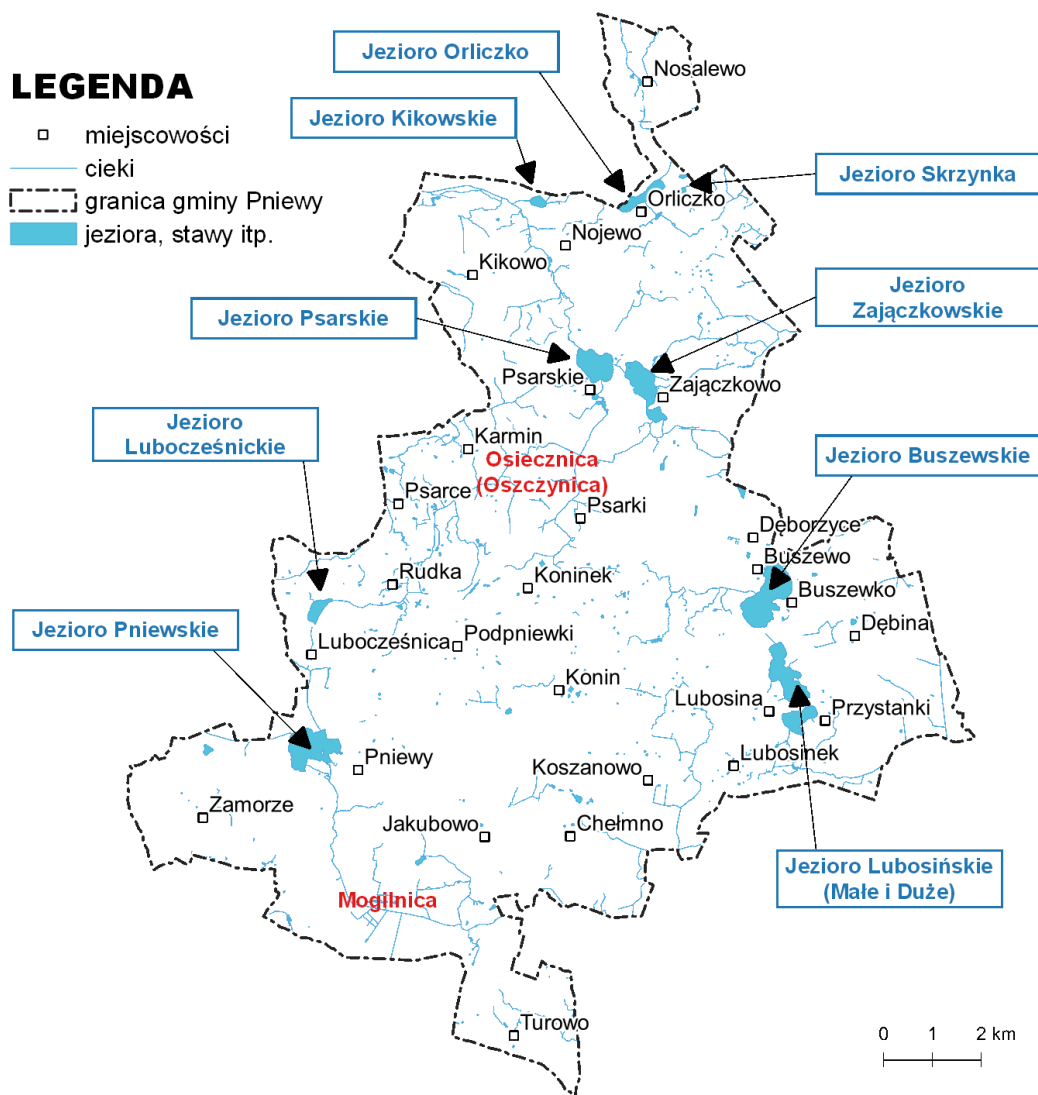 LEGENDA
miejscowości
cieki
granica gminy Pniewy
jeziora, stawy itp.
Jezioro Orliczko
Nosalewo
Jezioro Kikowskie
Jezioro Skrzynka
Orliczko
Nojewo
Kikowo
Jezioro
Zajączkowskie
Jezioro Psarskie
Psarskie
Zajączkowo
Jezioro
Lubocześnickie
Karmin
Osiecznica
(Oszczynica)
Jezioro Buszewskie
Psarce
Psarki
Dęborzyce
Buszewo
Rudka
Koninek
Buszewko
Jezioro Pniewskie
Lubocześnica
Podpniewki
Dębina
Konin
Lubosina
Przystanki
Pniewy
Koszanowo
Lubosinek
Zamorze
Jakubowo
Chełmno
Jezioro Lubosińskie
(Małe i Duże)
Mogilnica
Turowo
0 1 2 km